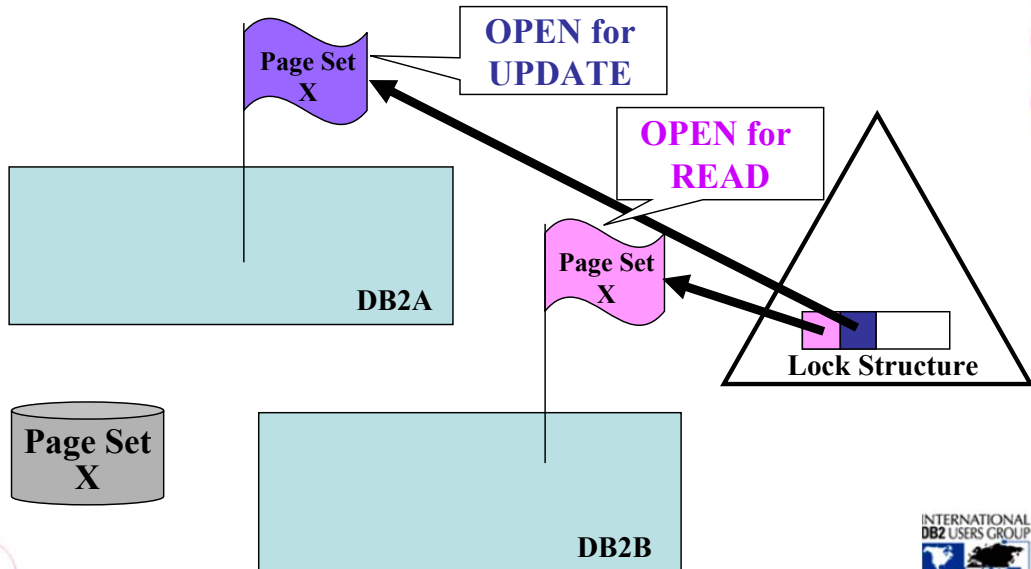 OPEN for
UPDATE
Page Set
X
OPEN for
READ
Page Set
X
DB2A
Lock Structure
Page Set
X
DB2B
INTERNATIONAL
DB2 USERS GROUP